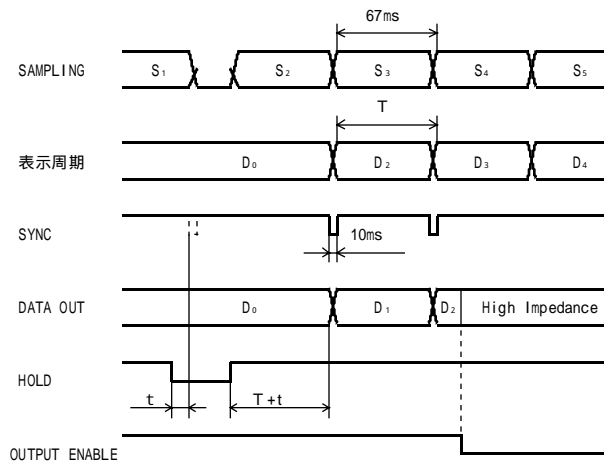 67ms
SAMPLING S₁ S₂ S₃ S₄ S₅
T
表示周期 D₀ D₂ D₃ D₄
SYNC
10ms
DATA OUT D₀ D₁ D₂ High Impedance
HOLD
t T+t
OUTPUT ENABLE